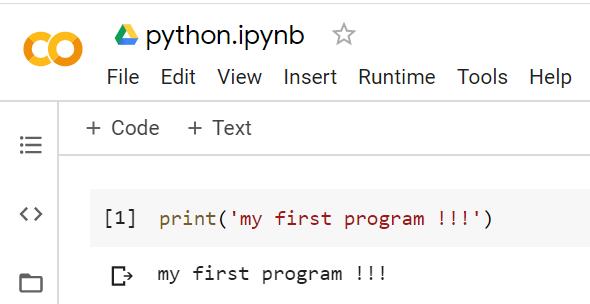 python.ipynb
File Edit View Insert Runtime Tools Help
+ Code + Text
[1] print('my first program !!!')
my first program !!!